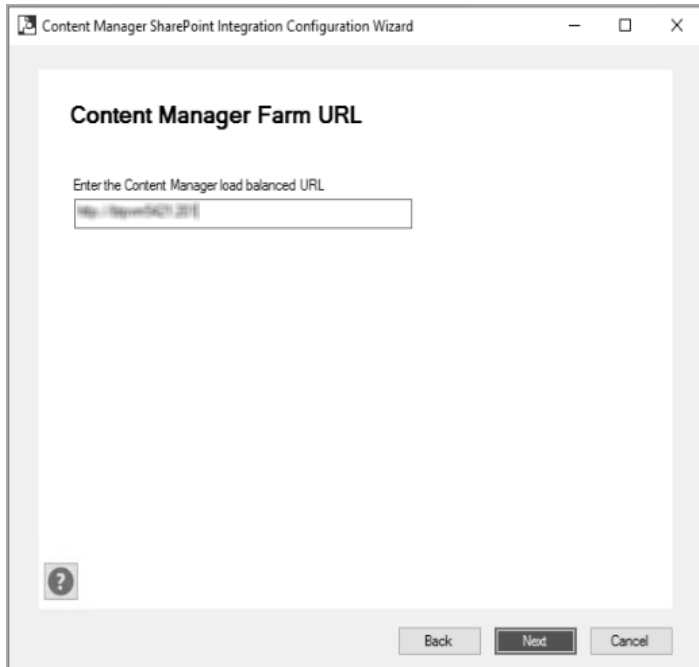 Content Manager SharePoint Integration Configuration Wizard
Content Manager Farm URL
Enter the Content Manager load balanced URL
?
Back Next Cancel